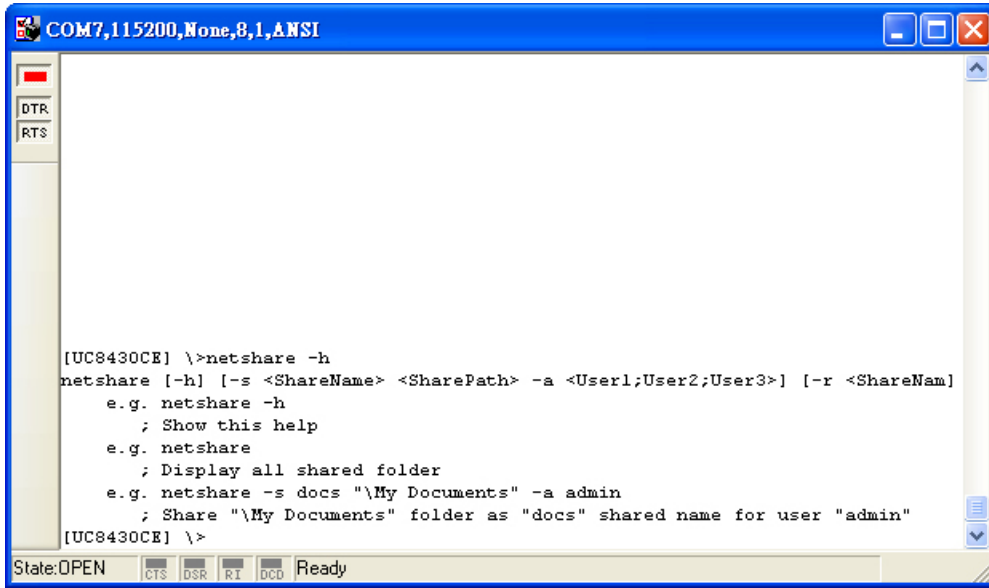 COM7,115200,None,8,1,ANSI
DTR
RTS
[UC8430CE] \>netshare -h
netshare [-h] [-s <ShareName> <SharePath> -a <User1;User2;User3>] [-r <ShareNam]
e.g. netshare -h
; Show this help
e.g. netshare
; Display all shared folder
e.g. netshare -s docs "\My Documents" -a admin
; Share "\My Documents" folder as "docs" shared name for user "admin"
[UC8430CE] \>
State:OPEN CTS DSR RI DCD Ready